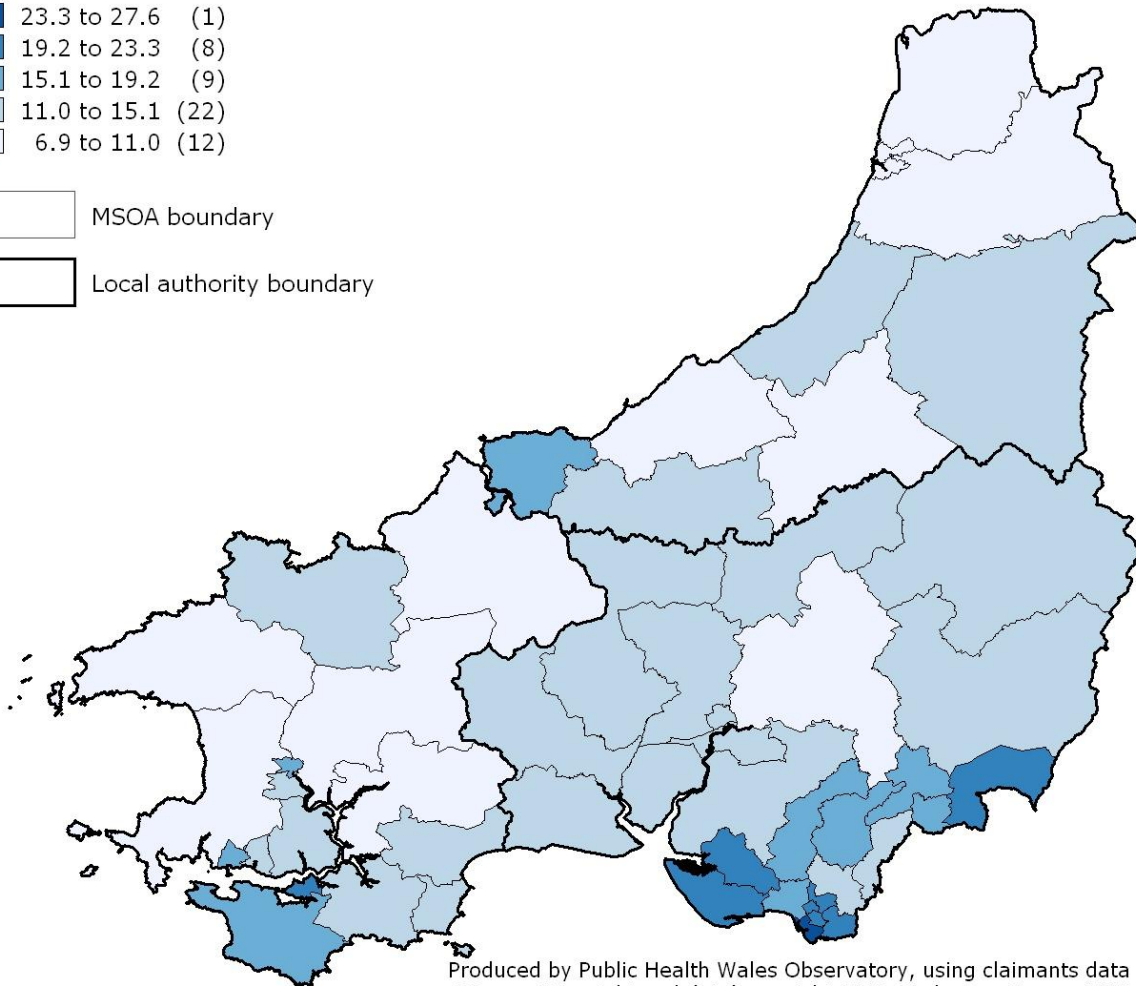 23.3 to 27.6 (1)
19.2 to 23.3 (8)
15.1 to 19.2 (9)
11.0 to 15.1 (22)
6.9 to 11.0 (12)
MSOA boundary
Local authority boundary
Produced by Public Health Wales Observatory, using claimants data